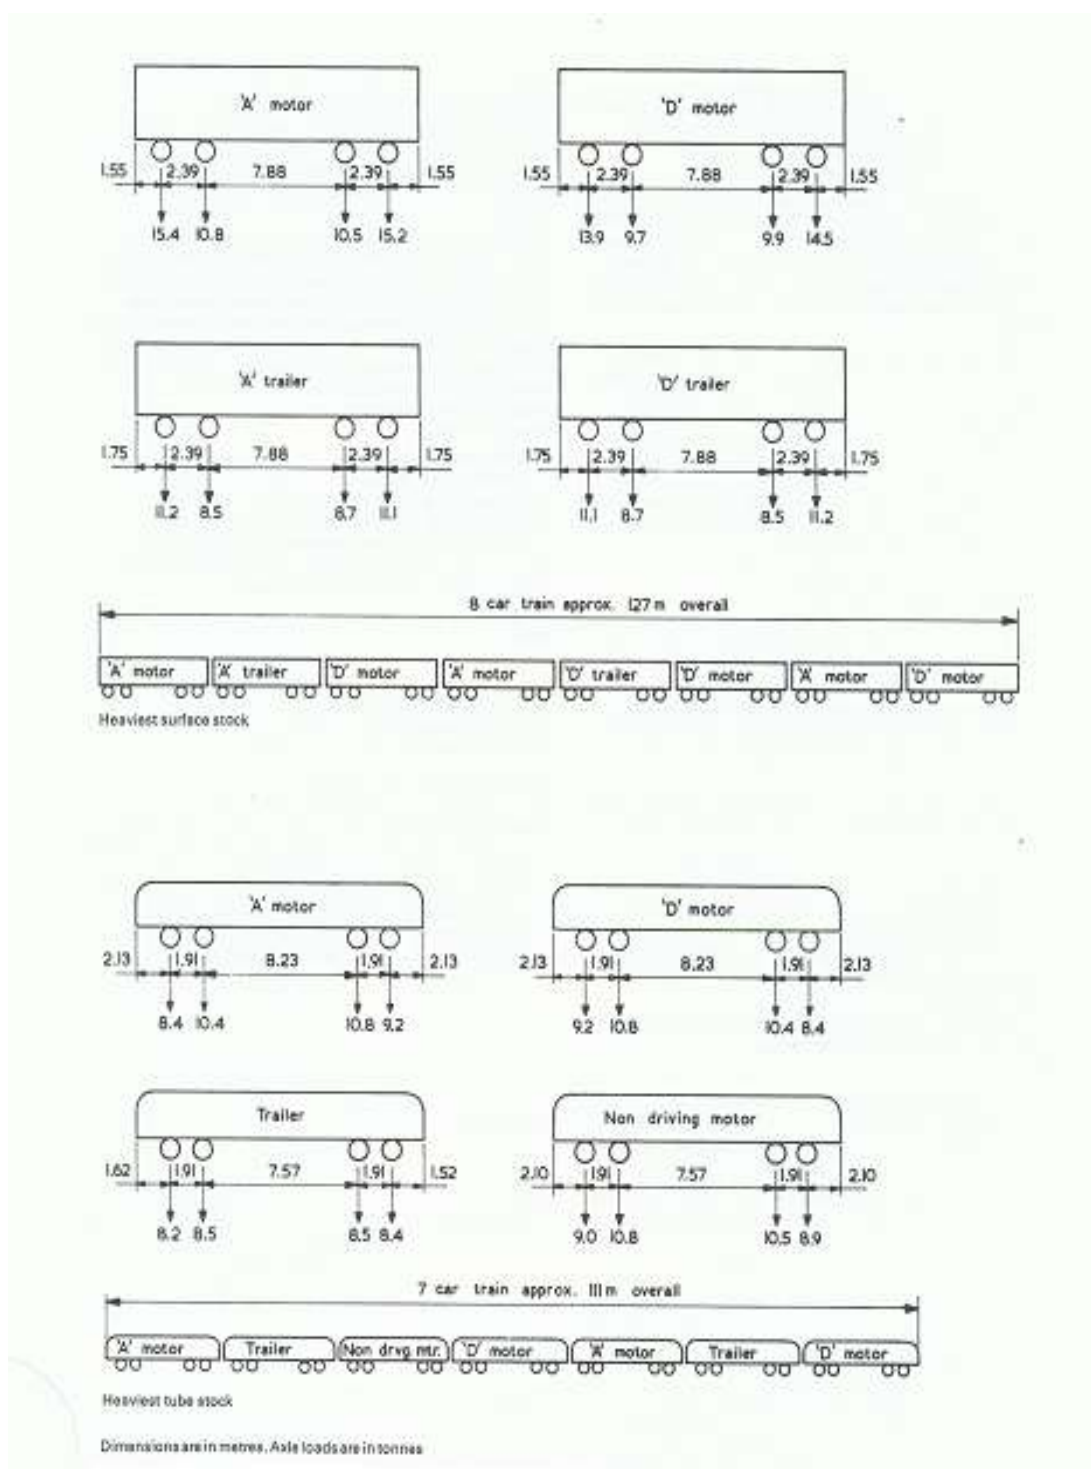 'A' motor 'D' motor
1.55 2.39 7.88 2.39 1.55 1.55 2.39 7.88 2.39 1.55
15.4 10.8 10.5 15.2 13.9 9.7 9.9 14.5
'A' trailer 'D' trailer
1.75 2.39 7.88 2.39 1.75 1.75 2.39 7.88 2.39 1.75
11.2 8.5 8.7 11.1 11.1 8.7 8.5 11.2
8 car train approx. 127 m overall
'A' motor 'A' trailer 'D' motor 'A' motor 'D' trailer 'D' motor 'A' motor 'D' motor
Heaviest surface stock
'A' motor 'D' motor
2.13 1.91 8.23 1.91 2.13 2.13 1.91 8.23 1.91 2.13
8.4 10.4 10.8 9.2 9.2 10.8 10.4 8.4
Trailer Non driving motor
1.62 1.91 7.57 1.91 1.52 2.10 1.91 7.57 1.91 2.10
8.2 8.5 8.5 8.4 9.0 10.8 10.5 8.9
7 car train approx. 111m overall
'A' motor Trailer Non drvg mtr. 'D' motor 'A' motor Trailer 'D' motor
Heaviest tube stock
Dimensions are in metres. Axle loads are in tonnes